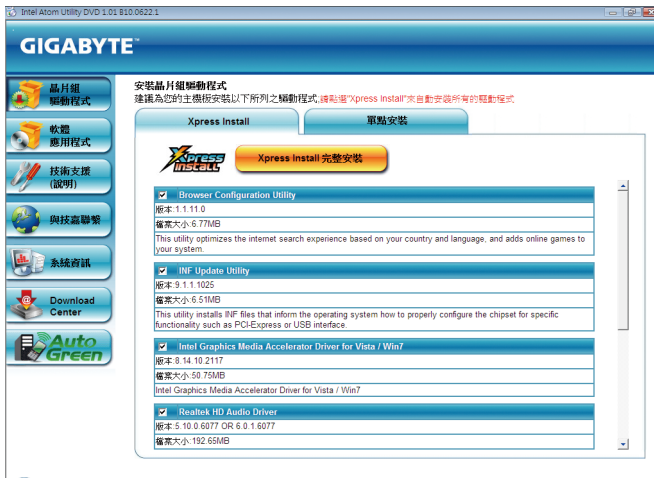 Intel Atom Utility DVD 1.01 B10.0622.1
GIGABYTE™
晶片組
驅動程式
軟體
應用程式
技術支援
(說明)
與技嘉聯繫
系統資訊
Download
Center
Auto
Green
安裝晶片組驅動程式
建議為您的主機板安裝以下所列之驅動程式;請點選"Xpress Install"來自動安裝所有的驅動程式
Xpress Install
單點安裝
Xpress
INSTALL
Xpress Install 完整安裝
Browser Configuration Utility
版本:1.1.11.0
檔案大小:6.77MB
This utility optimizes the internet search experience based on your country and language, and adds online games to
your system.
INF Update Utility
版本:9.1.1.1025
檔案大小:6.51MB
This utility installs INF files that inform the operating system how to properly configure the chipset for specific
functionality such as PCI-Express or USB interface.
Intel Graphics Media Accelerator Driver for Vista / Win7
版本:8.14.10.2117
檔案大小:50.75MB
Intel Graphics Media Accelerator Driver for Vista / Win7
Realtek HD Audio Driver
版本:5.10.0.6077 OR 6.0.1.6077
檔案大小:192.65MB